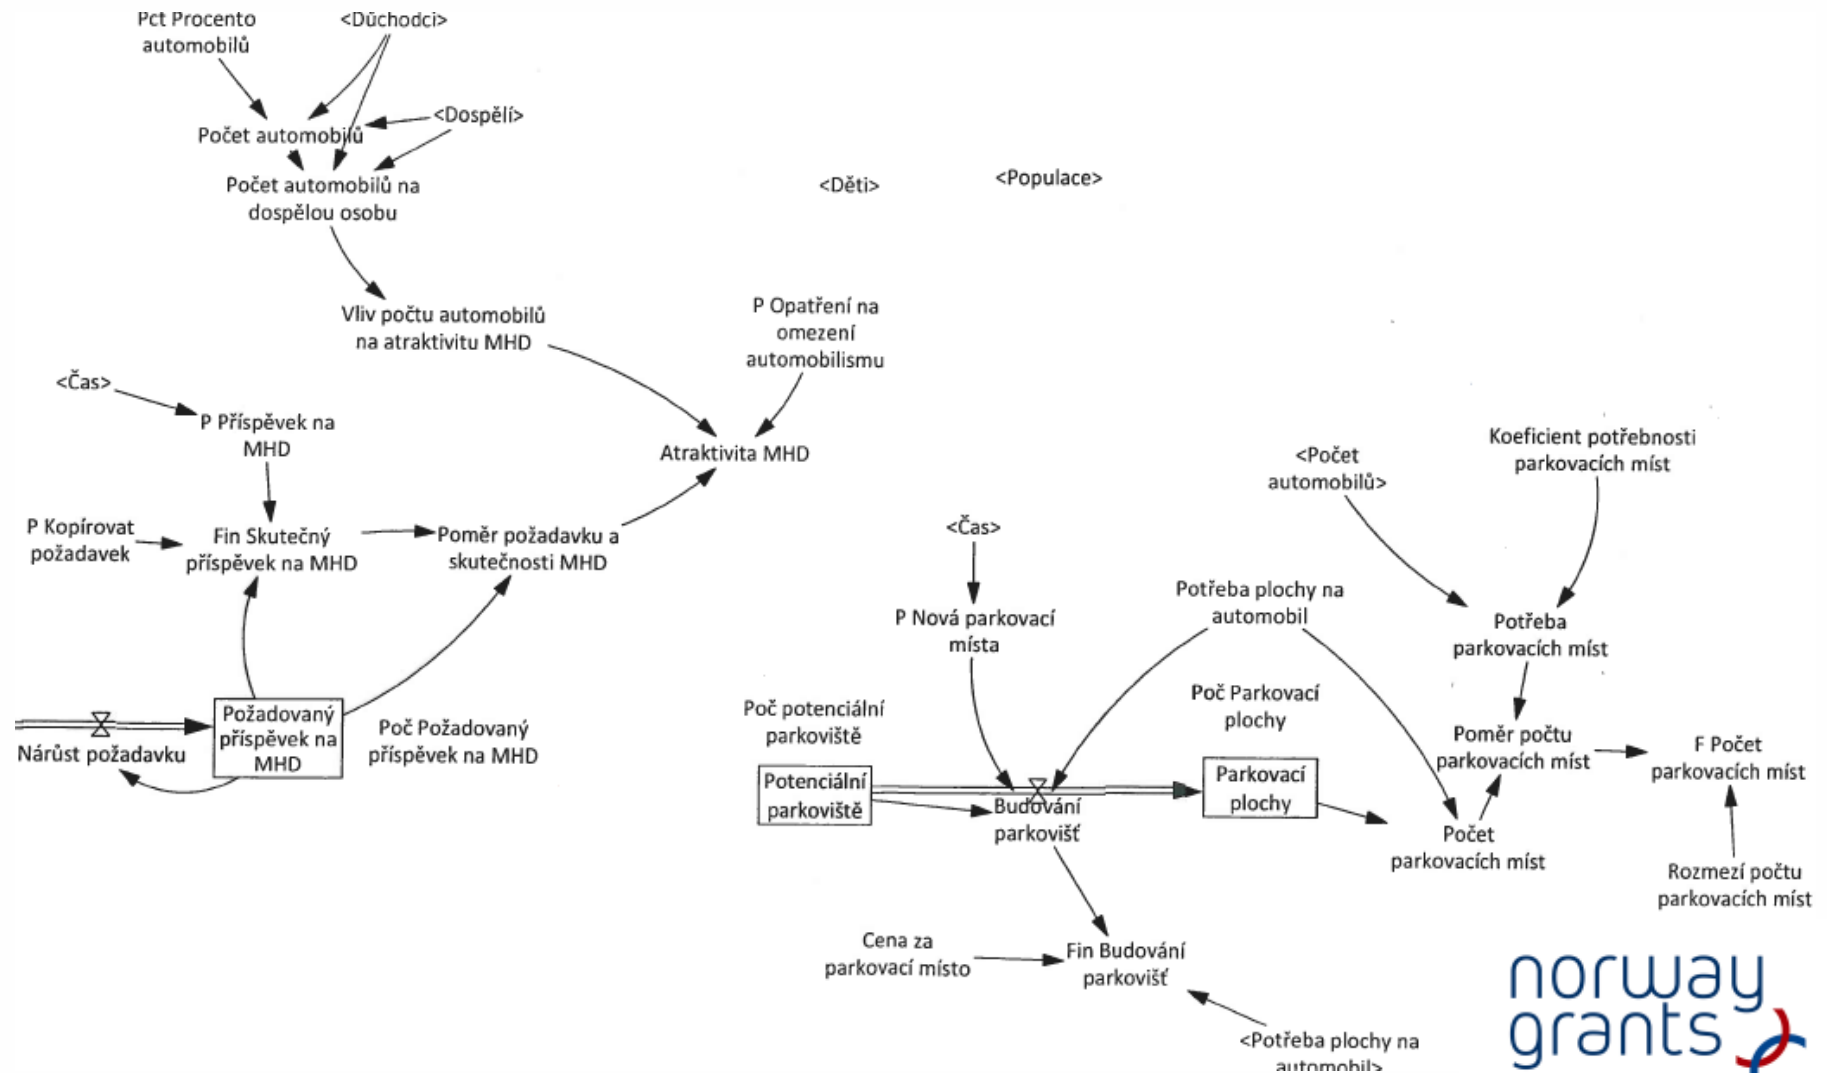 Pct Procento
automobilů
<Důchodci>
<Dospělí>
Počet automobilů
Počet automobilů na
dospělou osobu
<Děti>
<Populace>
Vliv počtu automobilů
na atraktivitu MHD
P Opatření na
omezení
automobilismu
<Čas>
P Příspěvek na
MHD
Atraktivita MHD
P Kopírovat
požadavek
Fin Skutečný
příspěvek na MHD
Poměr požadavku a
skutečnosti MHD
Nárůst požadavku
Požadovaný
příspěvek na
MHD
Poč Požadovaný
příspěvek na MHD
<Počet
automobilů>
Koeficient potřebnosti
parkovacích míst
<Čas>
P Nová parkovací
místa
Potřeba plochy na
automobil
Potřeba
parkovacích míst
Poč potenciální
parkoviště
Poč Parkovací
plochy
Poměr počtu
parkovacích míst
F Počet
parkovacích míst
Potenciální
parkoviště
Budování
parkovišť
Parkovací
plochy
Počet
parkovacích míst
Rozmezí počtu
parkovacích míst
Cena za
parkovací místo
Fin Budování
parkovišť
<Potřeba plochy na
automobil>
norway
grants